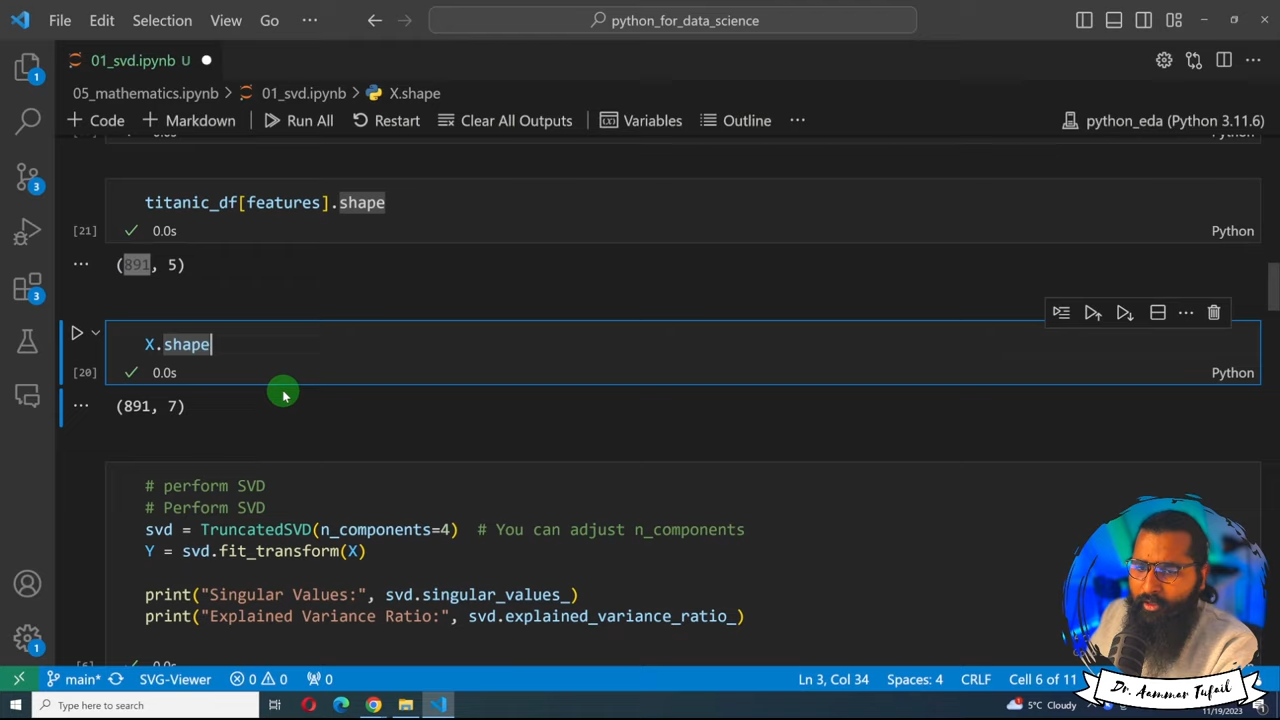 File Edit Selection View Go ··· python_for_data_science
01_svd.ipynb U
05_mathematics.ipynb > 01_svd.ipynb > X.shape
+ Code + Markdown Run All Restart Clear All Outputs Variables Outline ··· python_eda (Python 3.11.6)
titanic_df[features].shape
[21] 0.0s Python
··· (891, 5)
X.shape
[20] 0.0s Python
··· (891, 7)
# perform SVD
# Perform SVD
svd = TruncatedSVD(n_components=4) # You can adjust n_components
Y = svd.fit_transform(X)
print("Singular Values:", svd.singular_values_)
print("Explained Variance Ratio:", svd.explained_variance_ratio_)
main* SVG-Viewer 0 0 0 Ln 3, Col 34 Spaces: 4 CRLF Cell 6 of 11
Dr. Aammar Tufail
Type here to search 5°C Cloudy 11/19/2023